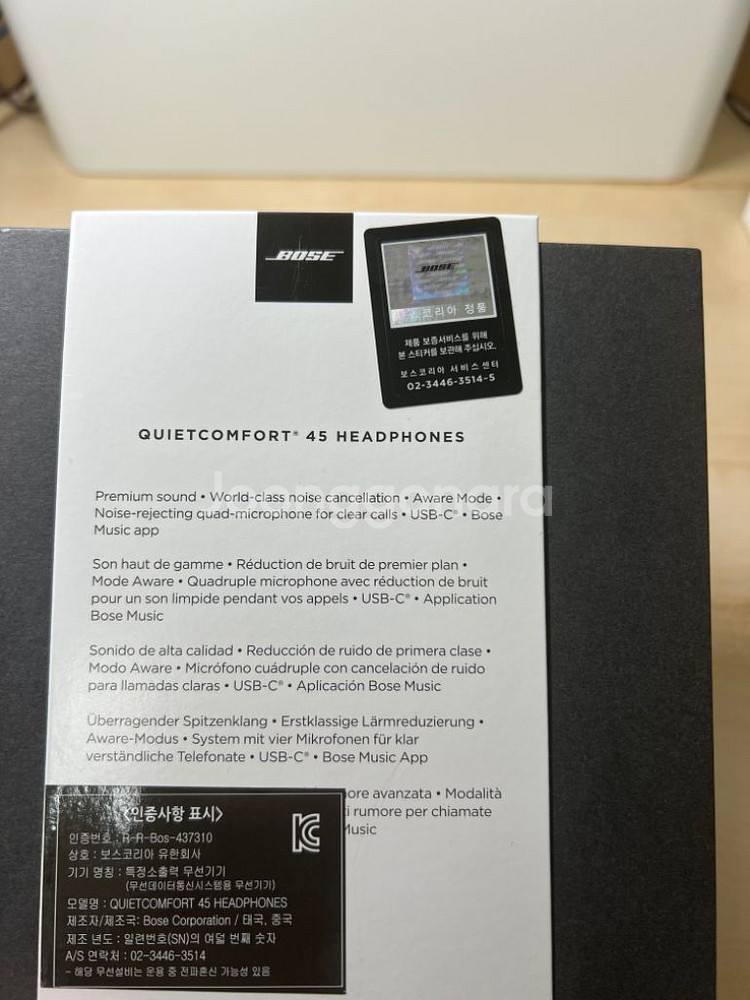 BOSE
BOSE
보스코리아 정품
제품 보증서비스를 위해
본 스티커를 보관해 주십시오.
보스코리아 서비스센터
02-3446-3514-5
QUIETCOMFORT® 45 HEADPHONES
Joonggonara
Premium sound • World-class noise cancellation • Aware Mode •
Noise-rejecting quad-microphone for clear calls • USB-C® • Bose
Music app
Son haut de gamme • Réduction de bruit de premier plan •
Mode Aware • Quadruple microphone avec réduction de bruit
pour un son limpide pendant vos appels • USB-C® • Application
Bose Music
Sonido de alta calidad • Reducción de ruido de primera clase •
Modo Aware • Micrófono cuádruple con cancelación de ruido
para llamadas claras • USB-C® • Aplicación Bose Music
Überragender Spitzenklang • Erstklassige Lärmreduzierung •
Aware-Modus • System mit vier Mikrofonen für klar
verständliche Telefonate • USB-C® • Bose Music App
more avanzata • Modalità
ti rumore per chiamate
Music
<인증사항 표시>
인증번호 : R-R-Bos-437310
상호 : 보스코리아 유한회사
기기 명칭 : 특정소출력 무선기기
(무선데이터통신시스템용 무선기기)
모델명 : QUIETCOMFORT 45 HEADPHONES
제조자/제조국: Bose Corporation / 태국, 중국
제조 년도 : 일련번호(SN)의 여덟 번째 숫자
A/S 연락처 : 02-3446-3514
- 해당 무선설비는 운용 중 전파혼신 가능성 있음